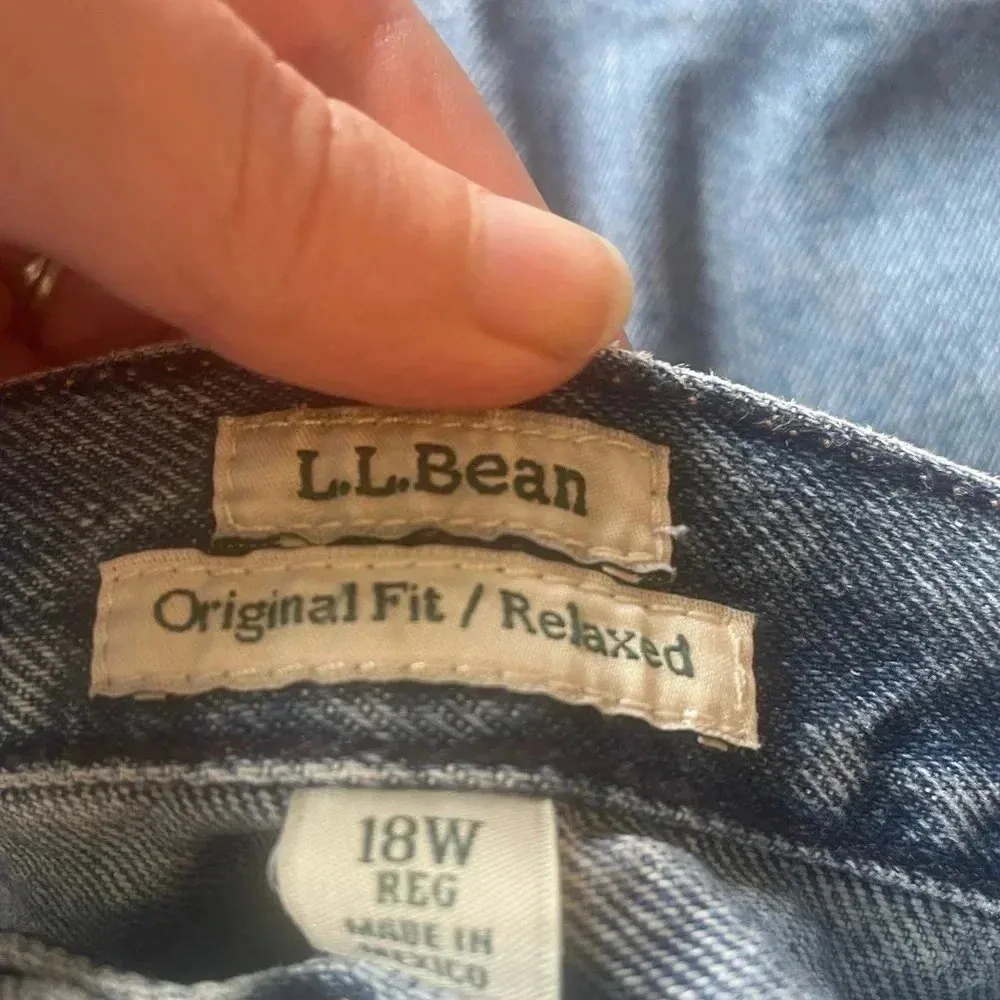 L.L.Bean
Original Fit / Relaxed
18W
REG
MADE IN
MEXICO